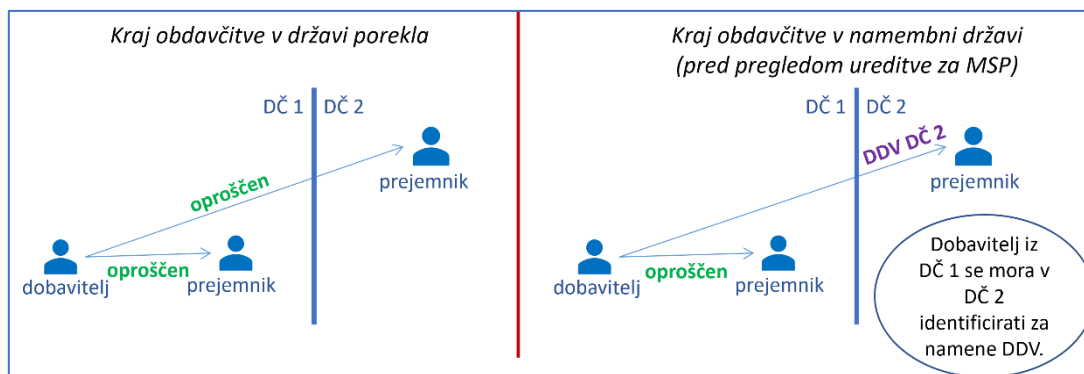 Kraj obdavčitve v državi porekla
DČ 1
DČ 2
prejemnik
oproščen
oproščen
dobavitelj
prejemnik
Kraj obdavčitve v namembni državi
(pred pregledom ureditve za MSP)
DČ 1
DČ 2
DDV DČ 2
prejemnik
oproščen
dobavitelj
prejemnik
Dobavitelj iz
DČ 1 se mora v
DČ 2
identificirati za
namene DDV.